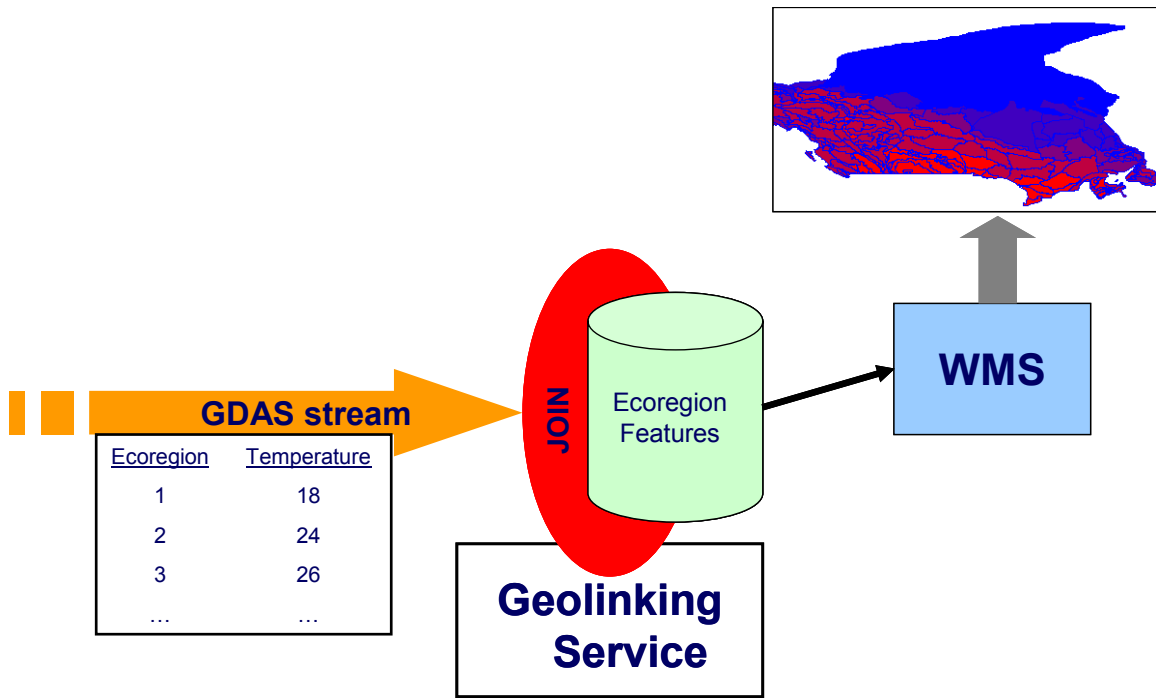 GDAS stream
Ecoregion Temperature
1 18
2 24
3 26
… …
JOIN
Ecoregion
Features
Geolinking
Service
WMS